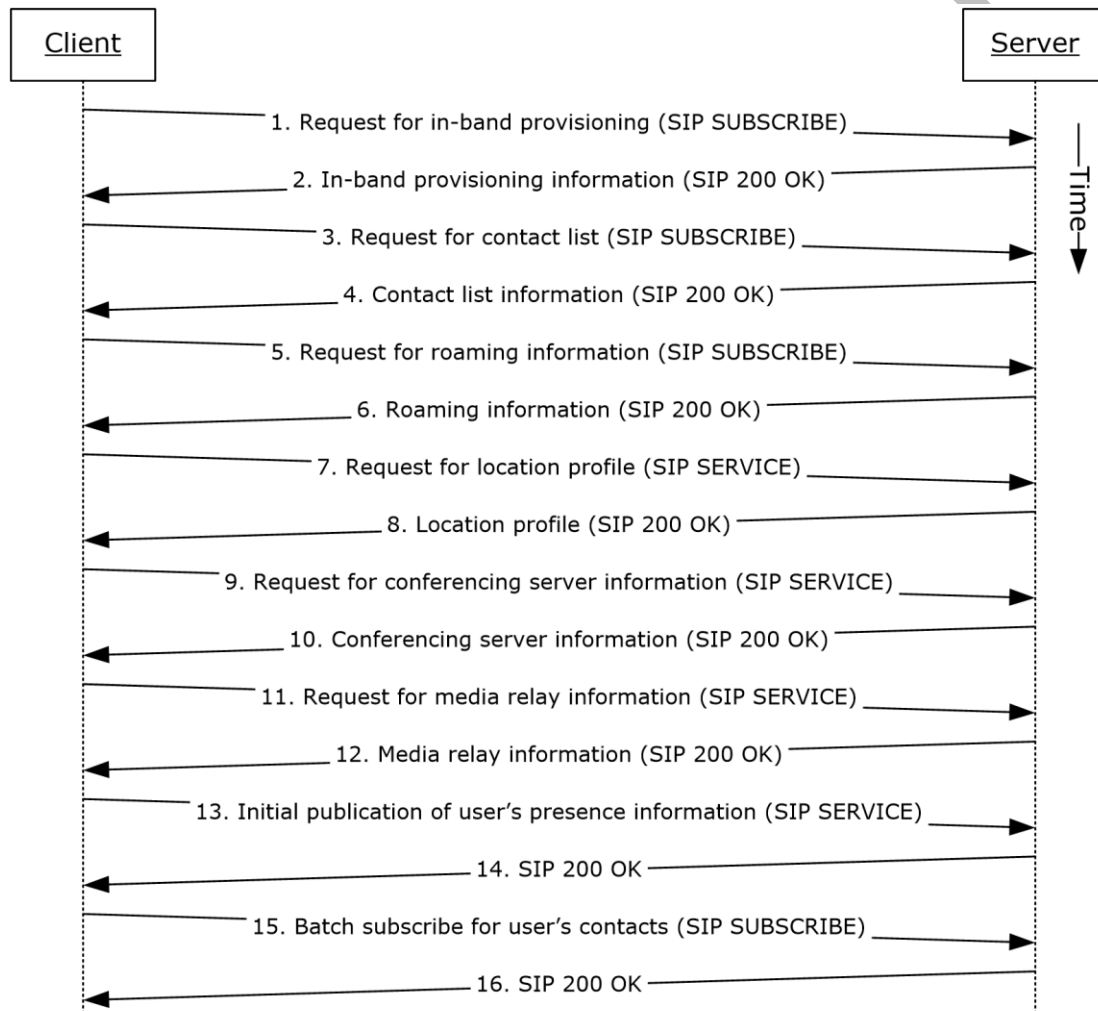 Client
Server
1. Request for in-band provisioning (SIP SUBSCRIBE)
Time
2. In-band provisioning information (SIP 200 OK)
3. Request for contact list (SIP SUBSCRIBE)
4. Contact list information (SIP 200 OK)
5. Request for roaming information (SIP SUBSCRIBE)
6. Roaming information (SIP 200 OK)
7. Request for location profile (SIP SERVICE)
8. Location profile (SIP 200 OK)
9. Request for conferencing server information (SIP SERVICE)
10. Conferencing server information (SIP 200 OK)
11. Request for media relay information (SIP SERVICE)
12. Media relay information (SIP 200 OK)
13. Initial publication of user’s presence information (SIP SERVICE)
14. SIP 200 OK
15. Batch subscribe for user’s contacts (SIP SUBSCRIBE)
16. SIP 200 OK